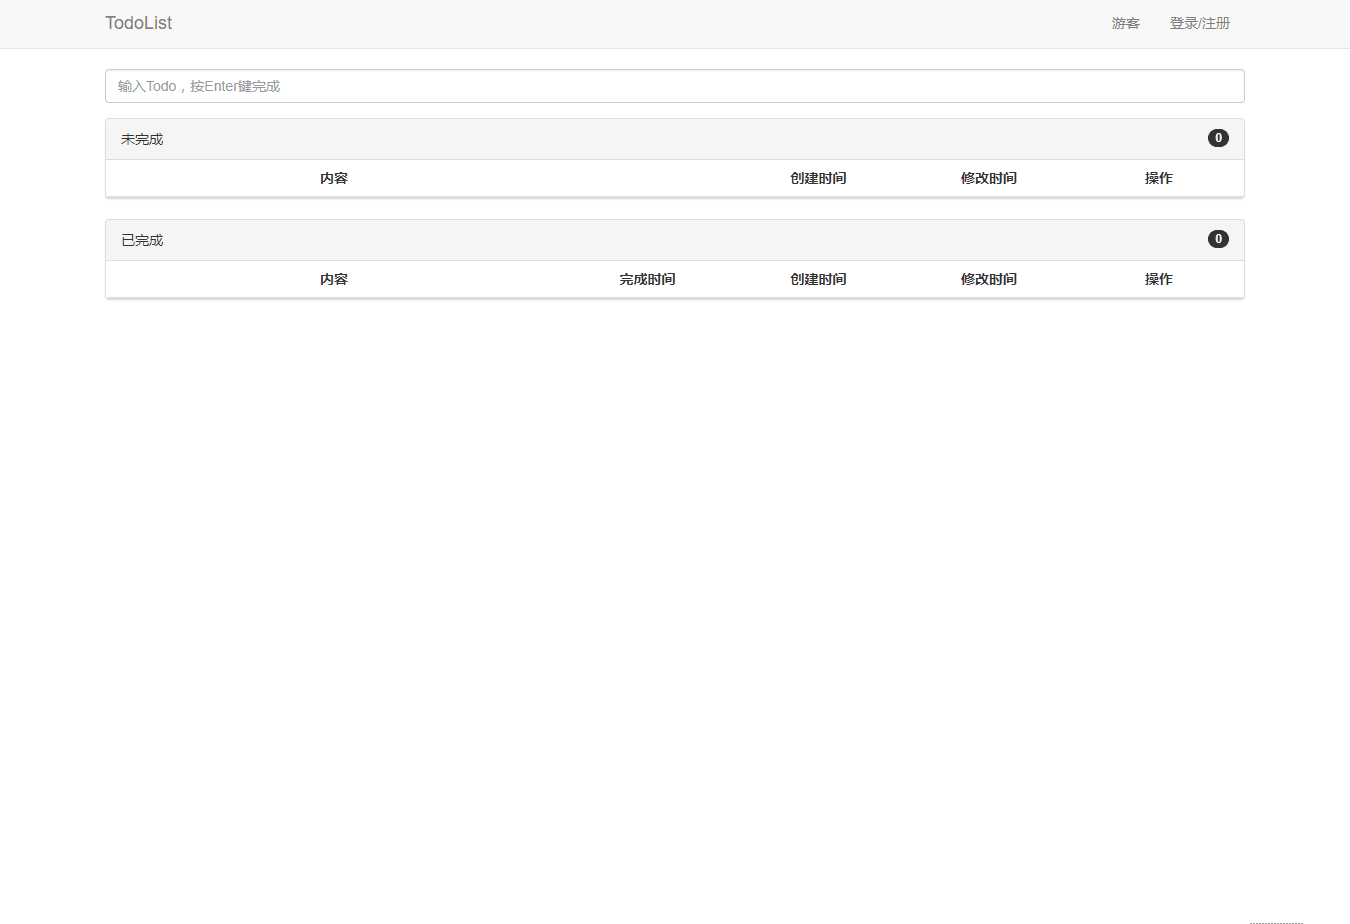 TodoList 游客 登录/注册
输入Todo，按Enter键完成
未完成 0
内容 创建时间 修改时间 操作
已完成 0
内容 完成时间 创建时间 修改时间 操作